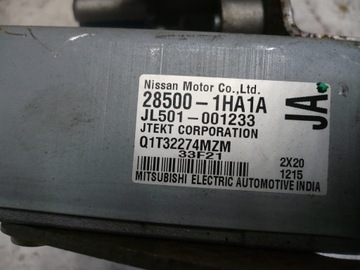 Nissan Motor Co.,Ltd.
28500-1HA1A
JL501-001233
JTEKT CORPORATION
Q1T32274MZM
33F21
2X20
1215
MITSUBISHI ELECTRIC AUTOMOTIVE INDIA
JA